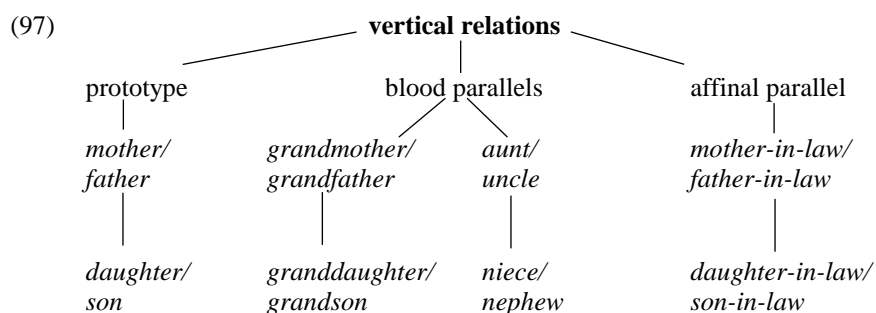 (97) vertical relations
prototype blood parallels affinal parallel
mother/ grandmother/ aunt/ mother-in-law/
father grandfather uncle father-in-law
daughter/ granddaughter/ niece/ daughter-in-law/
son grandson nephew son-in-law